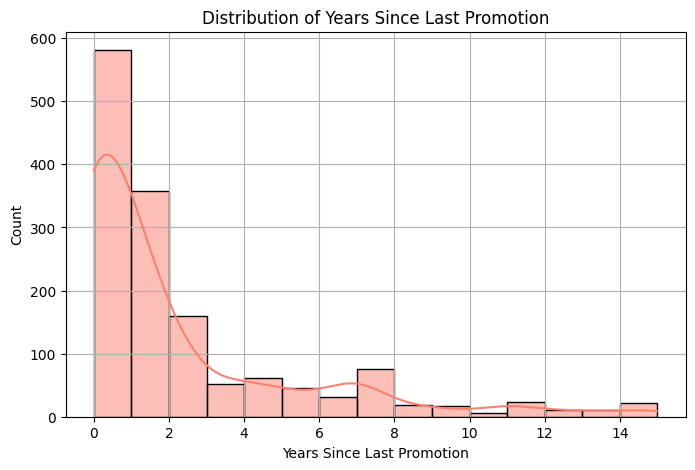 Distribution of Years Since Last Promotion
600
500
400
300
200
100
0
Count
0 2 4 6 8 10 12 14
Years Since Last Promotion